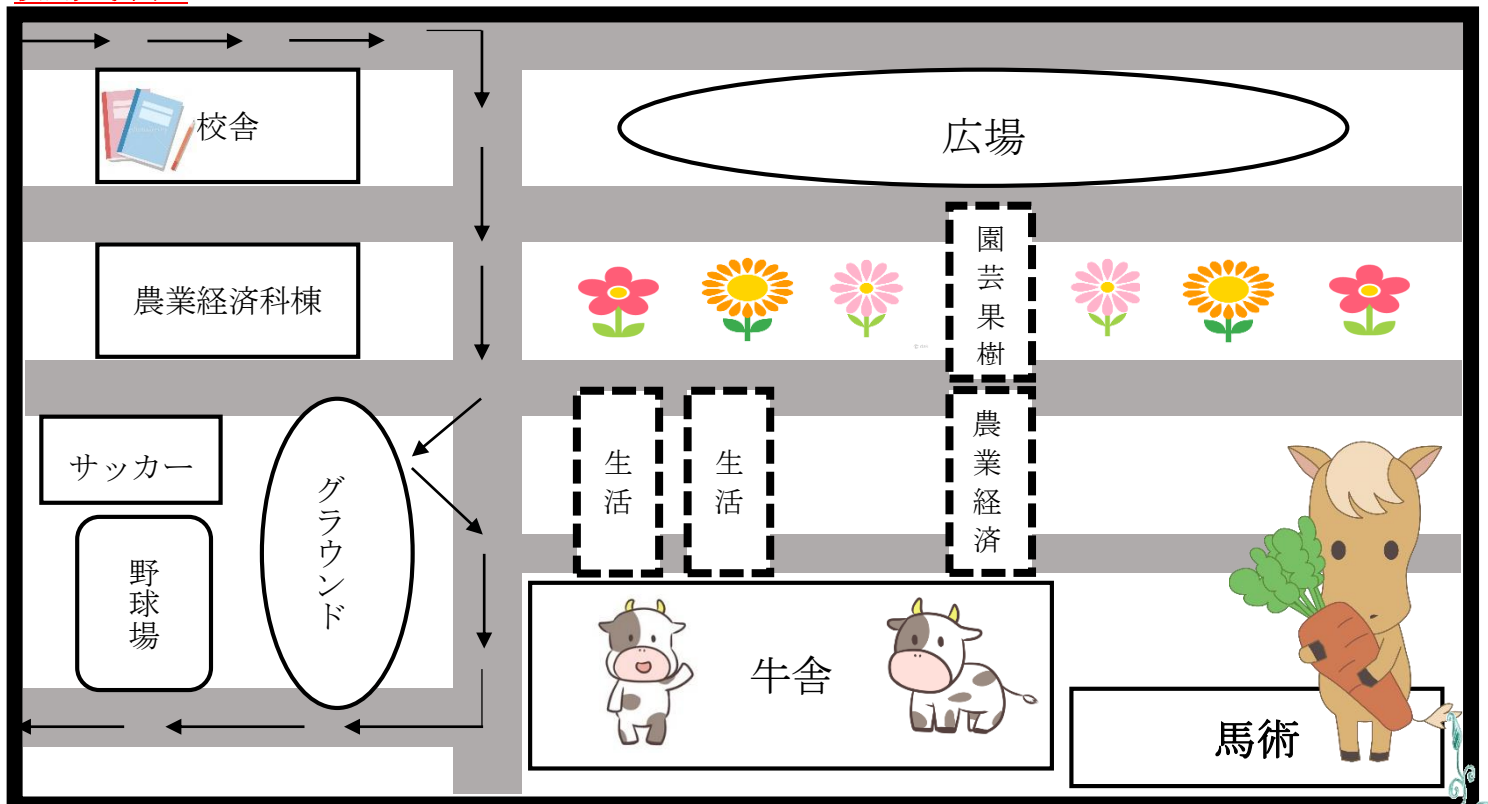 校舎
広場
園芸果樹
農業経済科棟
生活
生活
農業経済
サッカー
グラウンド
野球場
牛舎
馬術